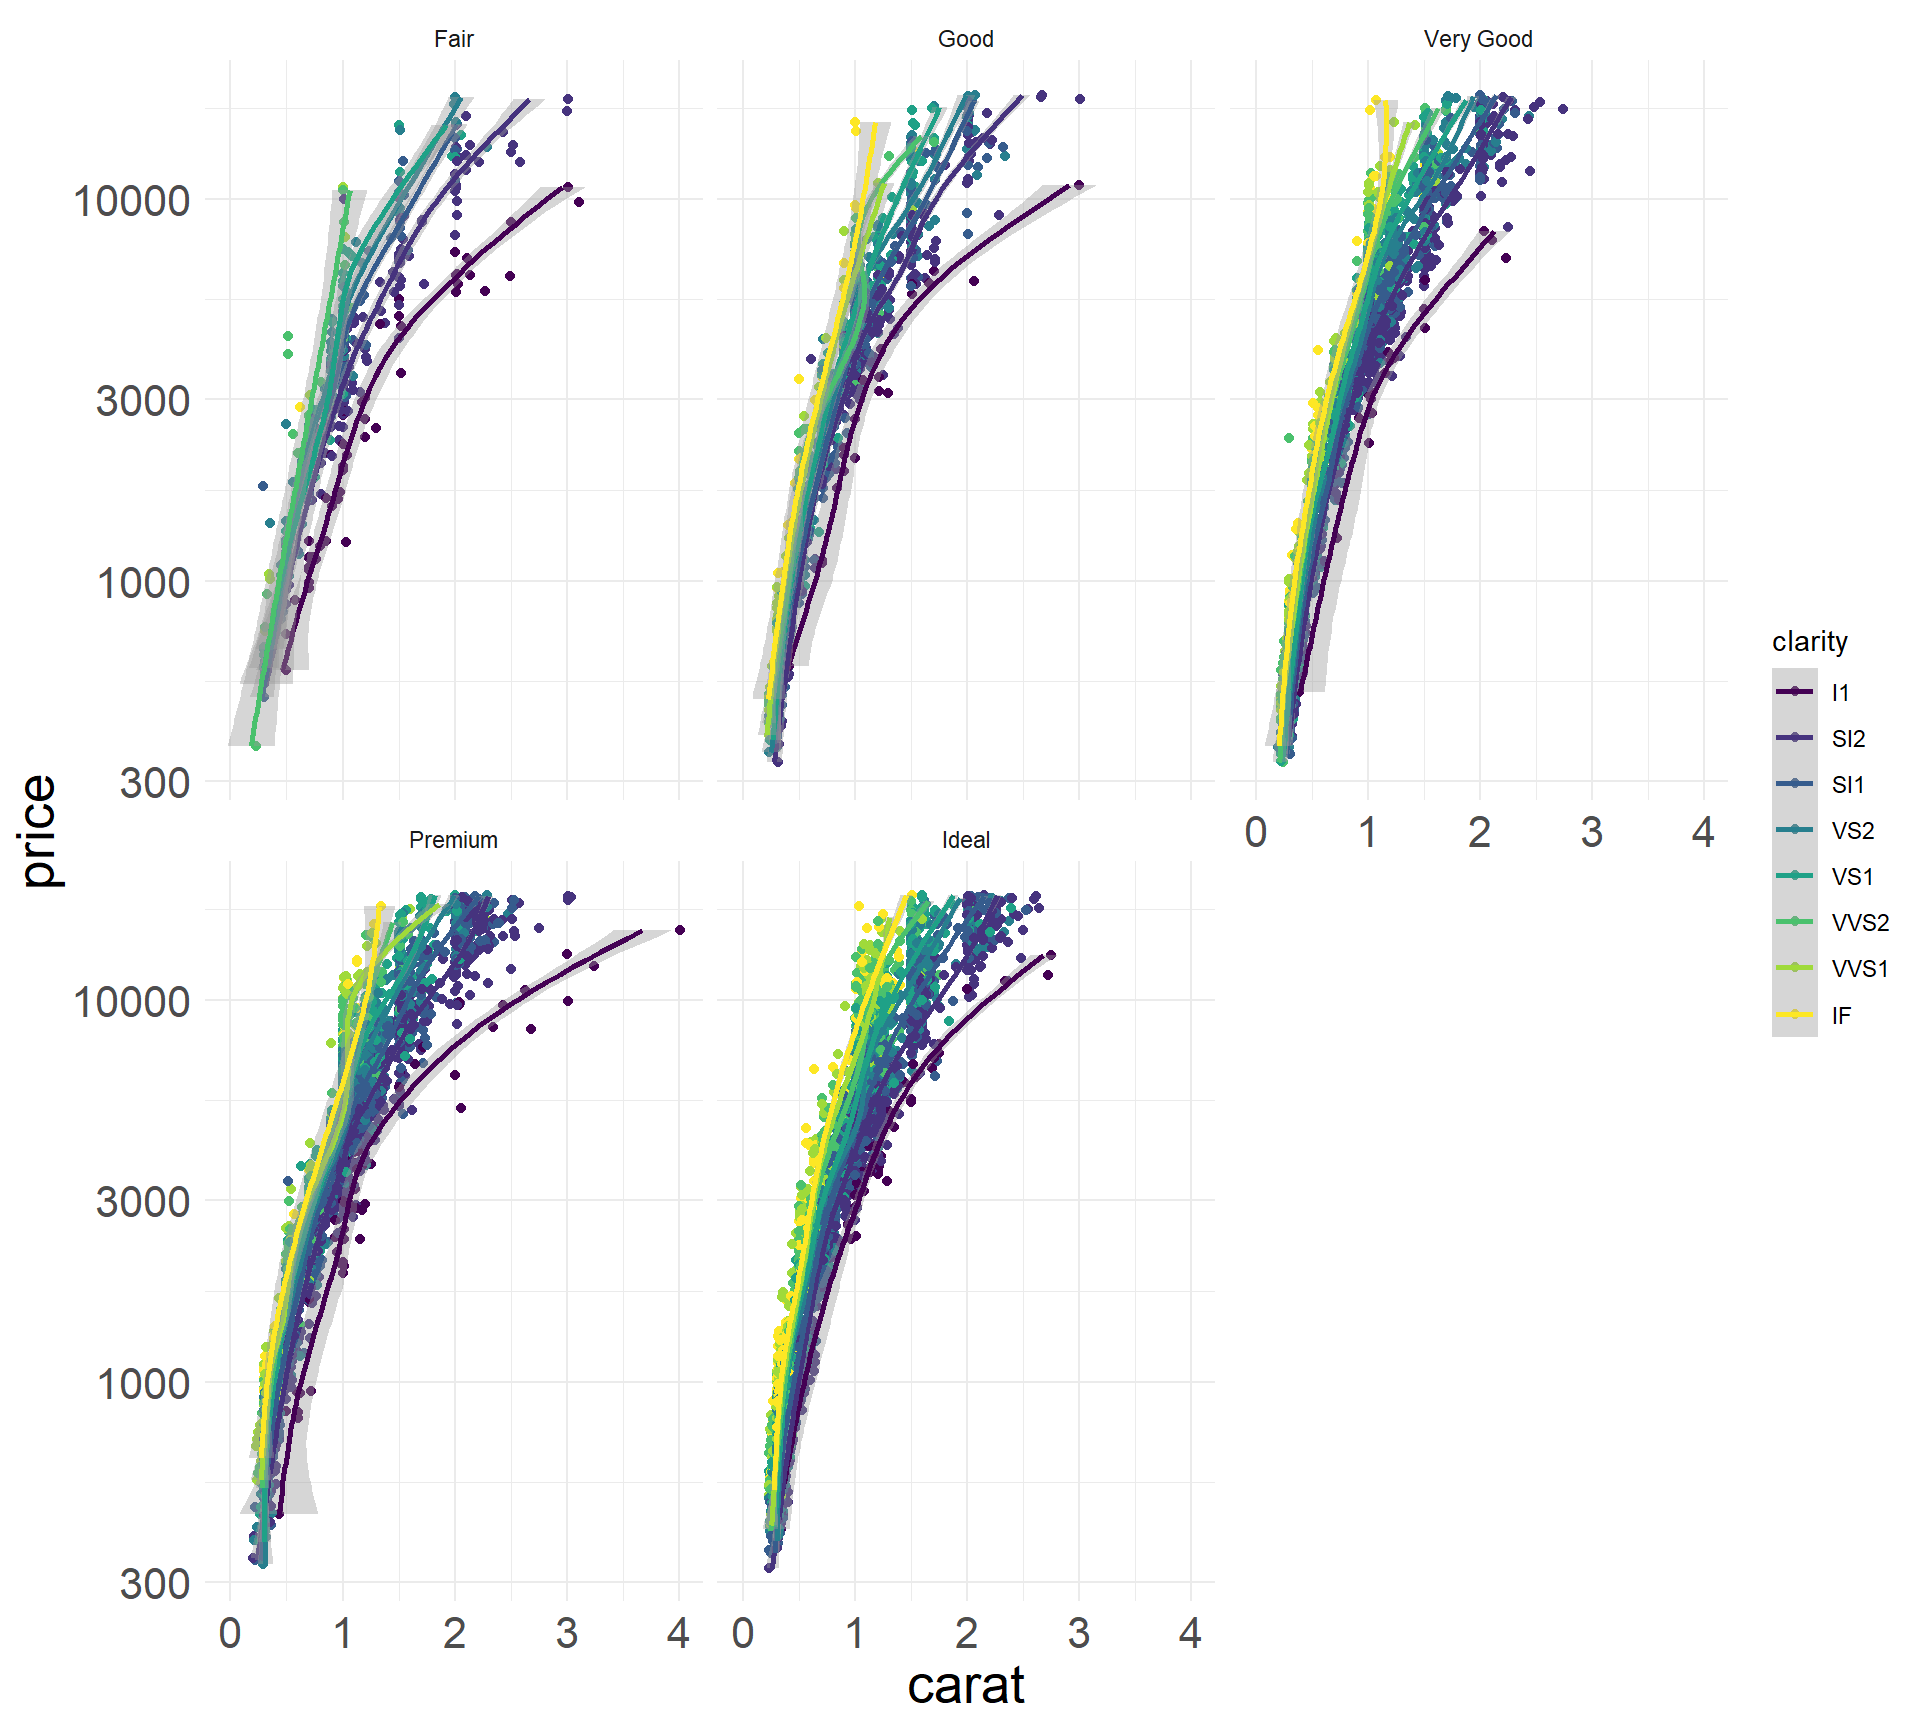 Fair
Good
Very Good
10000
3000
1000
300
0 1 2 3 4
Premium
Ideal
10000
3000
1000
300
0 1 2 3 4
0 1 2 3 4
price
carat
clarity
I1
SI2
SI1
VS2
VS1
VVS2
VVS1
IF